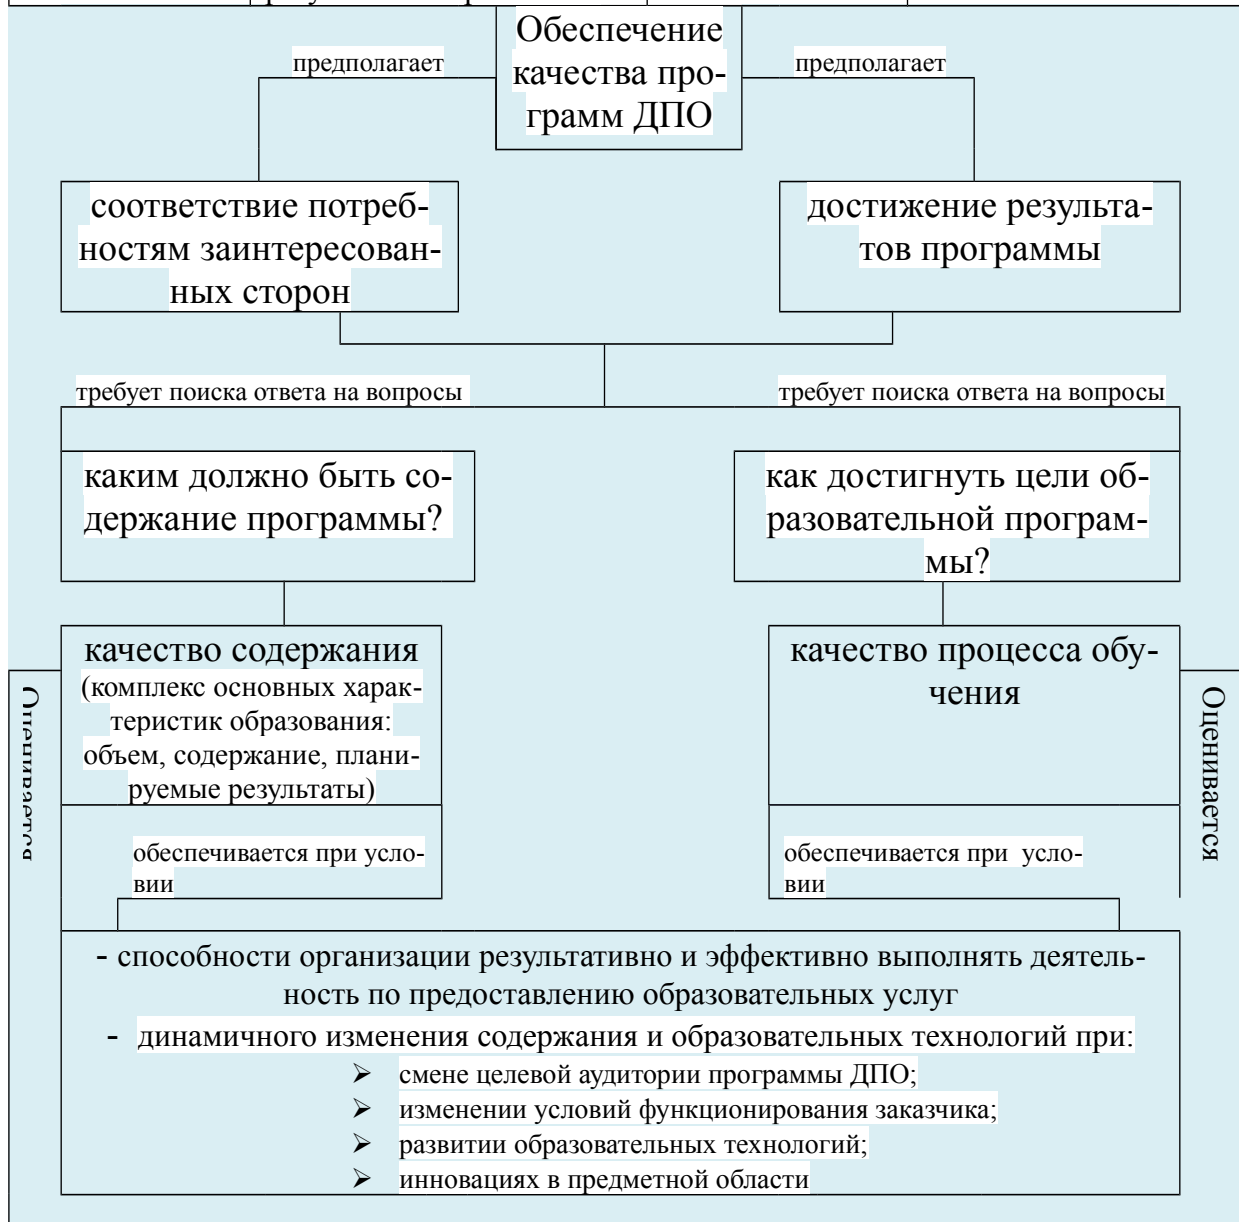 Обеспечение
качества про-
грамм ДПО
предполагает
предполагает
соответствие потреб-
ностям заинтересован-
ных сторон
достижение результа-
тов программы
требует поиска ответа на вопросы
требует поиска ответа на вопросы
каким должно быть со-
держание программы?
как достигнуть цели об-
разовательной програм-
мы?
качество содержания
(комплекс основных харак-
теристик образования:
объем, содержание, плани-
руемые результаты)
качество процесса обу-
чения
Оценивается
Оценивается
обеспечивается при усло-
вии
обеспечивается при усло-
вии
- способности организации результативно и эффективно выполнять деятель-
ность по предоставлению образовательных услуг
- динамичного изменения содержания и образовательных технологий при:
➢ смене целевой аудитории программы ДПО;
➢ изменении условий функционирования заказчика;
➢ развитии образовательных технологий;
➢ инновациях в предметной области